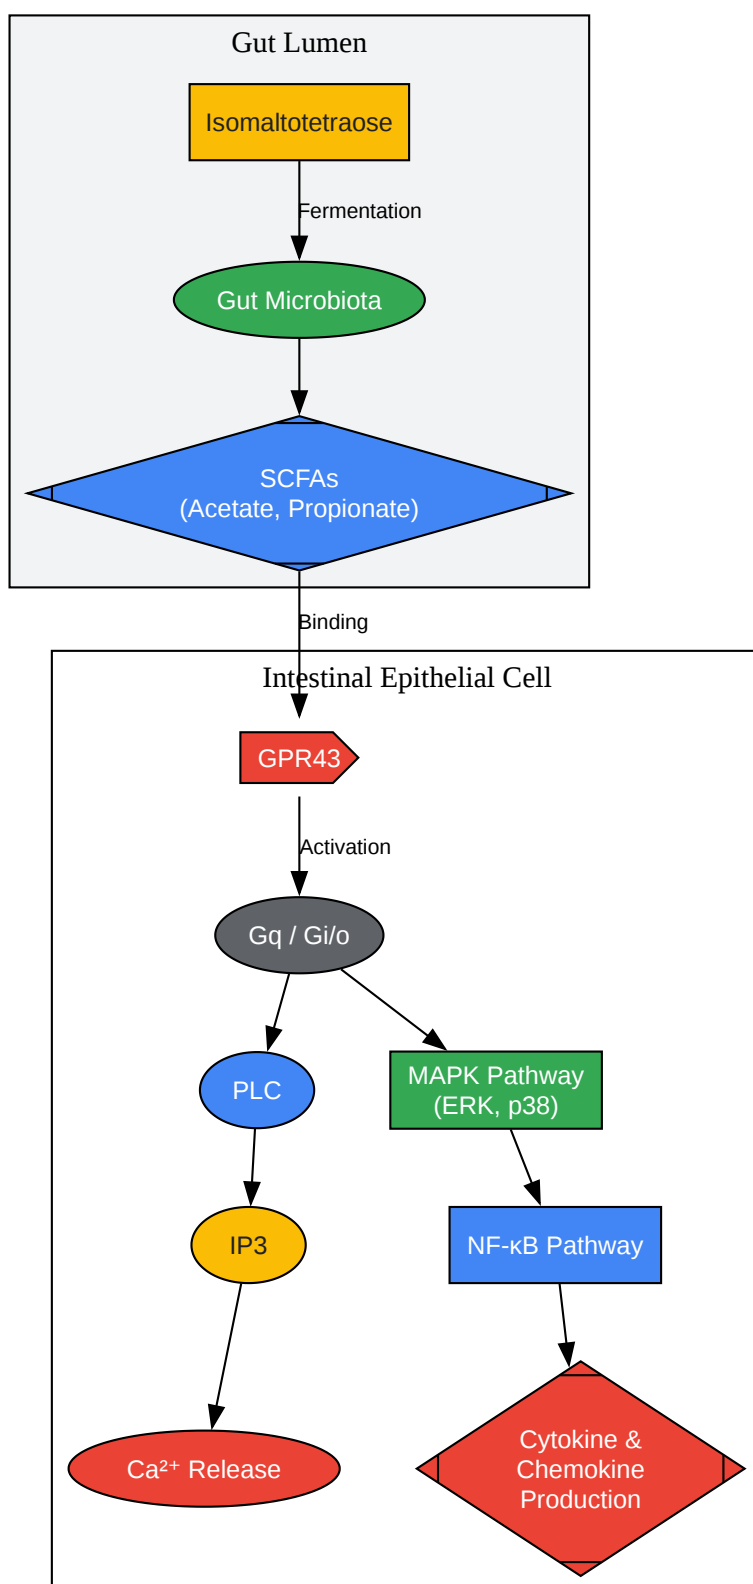 Gut Lumen
Isomaltotetraose
Fermentation
Gut Microbiota
SCFAs
(Acetate, Propionate)
Binding
Intestinal Epithelial Cell
GPR43
Activation
Gq / Gi/o
PLC
MAPK Pathway
(ERK, p38)
IP3
NF-κB Pathway
Ca²⁺ Release
Cytokine &
Chemokine
Production